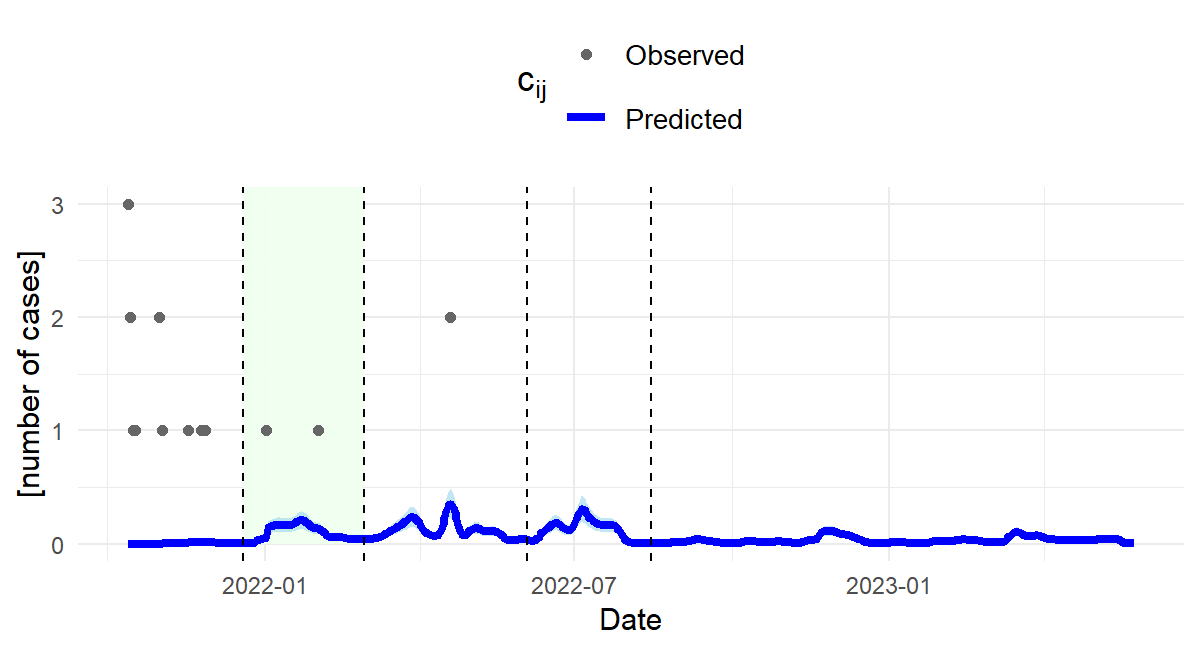 Observed
cij
Predicted
3
2
1
0
[number of cases]
2022-01
2022-07
2023-01
Date